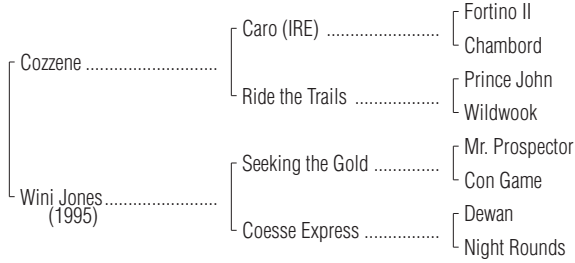 Fortino II
Caro (IRE) ....................
Chambord
Cozzene ........................
Prince John
Ride the Trails ...............
Wildwook
Mr. Prospector
Seeking the Gold ............
Con Game
Wini Jones ....................
(1995)
Dewan
Coesse Express ..............
Night Rounds